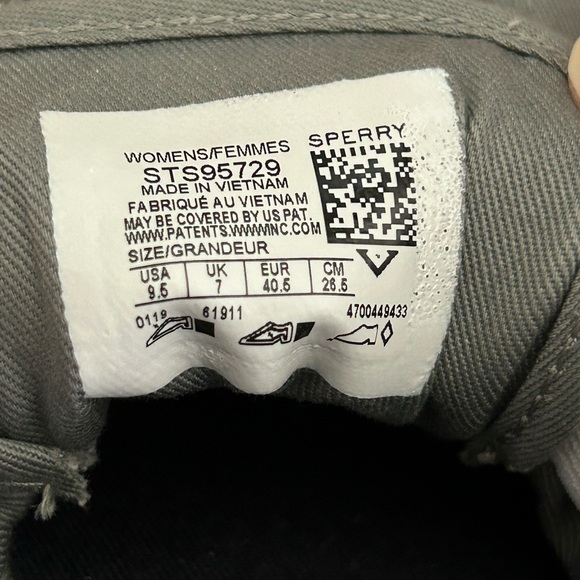 WOMENS/FEMMES
SPERRY
STS95729
MADE IN VIETNAM
FABRIQUÉ AU VIETNAM
MAY BE COVERED BY US PAT.
WWW.PATENTS.WWWMINC.COM
SIZE/GRANDEUR
USA UK EUR CM
9.5 7 40.5 26.5
0119 61911 4700449433